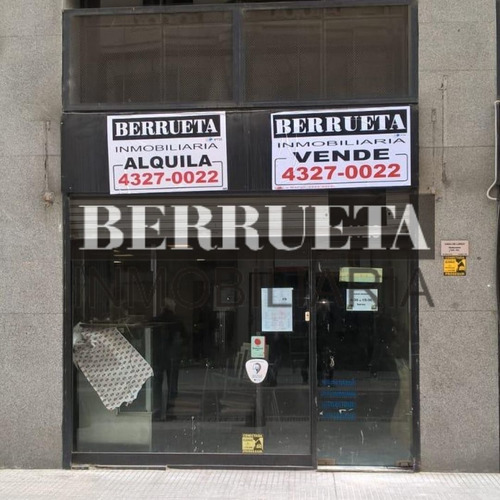 BERRUETA
INMOBILIARIA
ALQUILA
4327-0022
BERRUETA
INMOBILIARIA
VENDE
4327-0022
BERRUETA
INMOBILIARIA